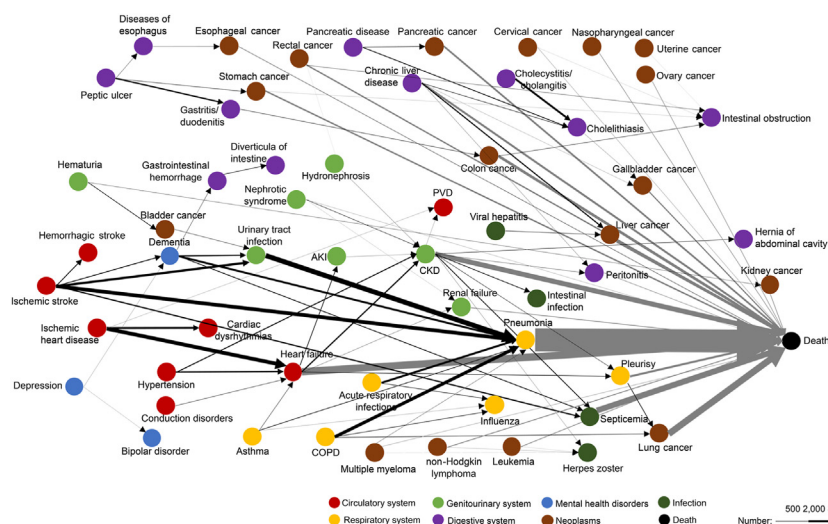 Diseases of
esophagus
Esophageal cancer
Rectal cancer
Pancreatic disease
Pancreatic cancer
Cervical cancer
Nasopharyngeal cancer
Uterine cancer
Peptic ulcer
Stomach cancer
Chronic liver
disease
Cholecystitis/
cholangitis
Ovary cancer
Gastritis/
duodenitis
Cholelithiasis
Intestinal obstruction
Diverticula of
intestine
Hematuria
Gastrointestinal
hemorrhage
Hydronephrosis
Colon cancer
Gallbladder cancer
Nephrotic
syndrome
PVD
Viral hepatitis
Bladder cancer
Liver cancer
Hemorrhagic stroke
Dementia
Urinary tract
infection
AKI
CKD
Hernia of
abdominal cavity
Peritonitis
Kidney cancer
Ischemic stroke
Renal failure
Intestinal
infection
Ischemic
heart disease
Cardiac
dysrhythmias
Pneumonia
Death
Heart failure
Pleurisy
Depression
Hypertension
Acute respiratory
infections
Conduction disorders
Influenza
Septicemia
Bipolar disorder
Asthma
COPD
Lung cancer
Multiple myeloma
non-Hodgkin
lymphoma
Leukemia
Herpes zoster
Circulatory system
Genitourinary system
Mental health disorders
Infection
500 2,000
Respiratory system
Digestive system
Neoplasms
Death
Number: